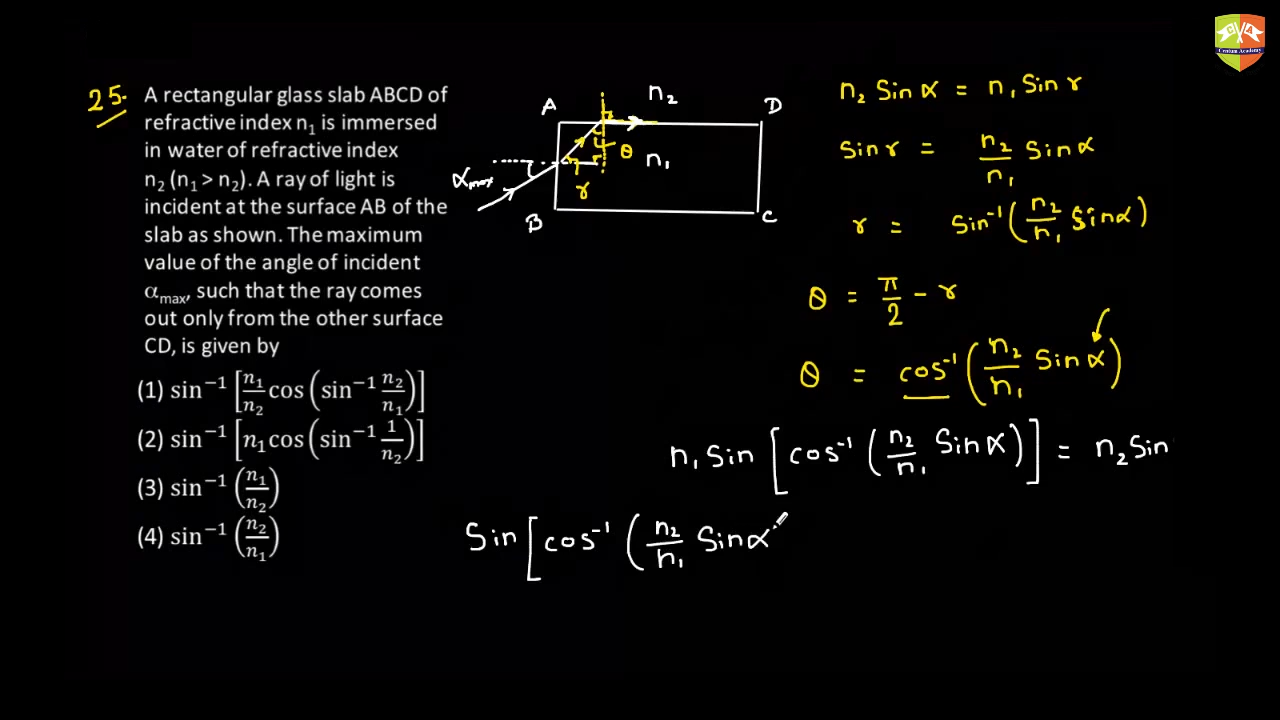 25. A rectangular glass slab ABCD of
refractive index n₁ is immersed
in water of refractive index
n₂ (n₁ > n₂). A ray of light is
incident at the surface AB of the
slab as shown. The maximum
value of the angle of incident
αmax, such that the ray comes
out only from the other surface
CD, is given by
(1) sin⁻¹ [n₁/n₂ cos (sin⁻¹ n₂/n₁)]
(2) sin⁻¹ [n₁ cos (sin⁻¹ 1/n₂)]
(3) sin⁻¹ (n₁/n₂)
(4) sin⁻¹ (n₂/n₁)
A n₂ D
θ n₁
αmax r
B C
n₂ Sin α = n₁ Sin r
Sin r = n₂/n₁ Sin α
r = Sin⁻¹ (n₂/n₁ Sin α)
θ = π/2 - r
θ = cos⁻¹ (n₂/n₁ Sin α)
n₁ Sin [cos⁻¹ (n₂/n₁ Sin α)] = n₂ Sin
Sin [cos⁻¹ (n₂/n₁ Sin α
Centum Academy